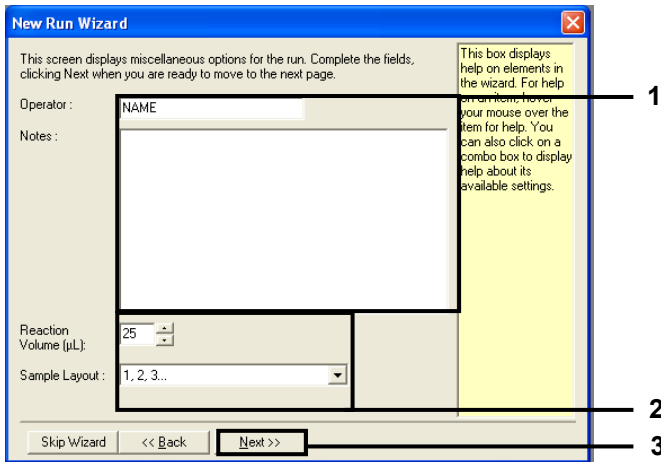 New Run Wizard
This screen displays miscellaneous options for the run. Complete the fields,
clicking Next when you are ready to move to the next page.
This box displays
help on elements in
the wizard. For help
on an item, hover
your mouse over the
item for help. You
can also click on a
combo box to display
help about its
available settings.
Operator :
NAME
1
Notes :
Reaction
Volume (µL):
25
Sample Layout :
1, 2, 3...
2
Skip Wizard
<< Back
Next >>
3